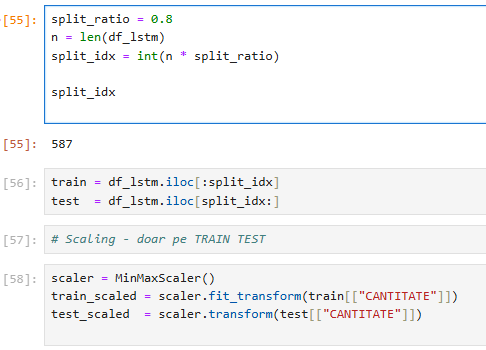 [55]: split_ratio = 0.8
n = len(df_lstm)
split_idx = int(n * split_ratio)
split_idx
[55]: 587
[56]: train = df_lstm.iloc[:split_idx]
test  = df_lstm.iloc[split_idx:]
[57]: # Scaling - doar pe TRAIN TEST
[58]: scaler = MinMaxScaler()
train_scaled = scaler.fit_transform(train[["CANTITATE"]])
test_scaled  = scaler.transform(test[["CANTITATE"]])